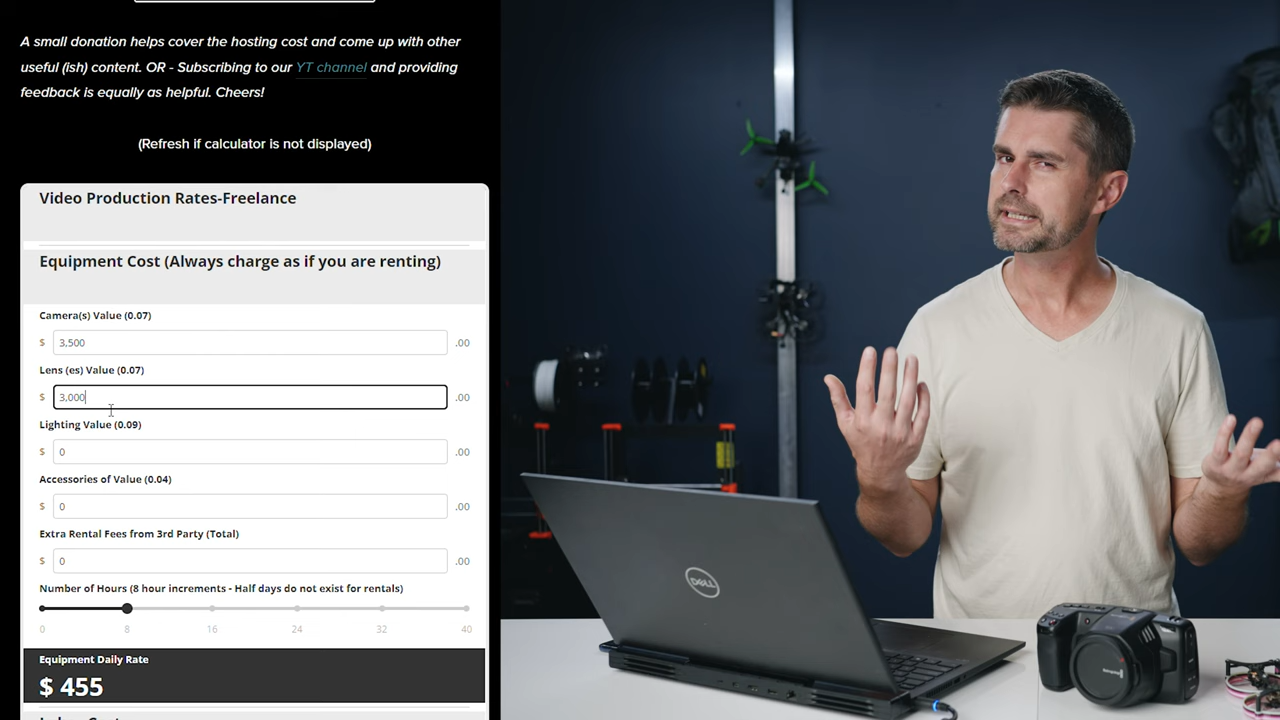 A small donation helps cover the hosting cost and come up with other
useful (ish) content. OR - Subscribing to our YT channel and providing
feedback is equally as helpful. Cheers!
(Refresh if calculator is not displayed)
Video Production Rates-Freelance
Equipment Cost (Always charge as if you are renting)
Camera(s) Value (0.07)
$ 3,500 .00
Lens (es) Value (0.07)
$ 3,000 .00
Lighting Value (0.09)
$ 0 .00
Accessories of Value (0.04)
$ 0 .00
Extra Rental Fees from 3rd Party (Total)
$ 0 .00
Number of Hours (8 hour increments - Half days do not exist for rentals)
0 8 16 24 32 40
Equipment Daily Rate
$ 455
DELL